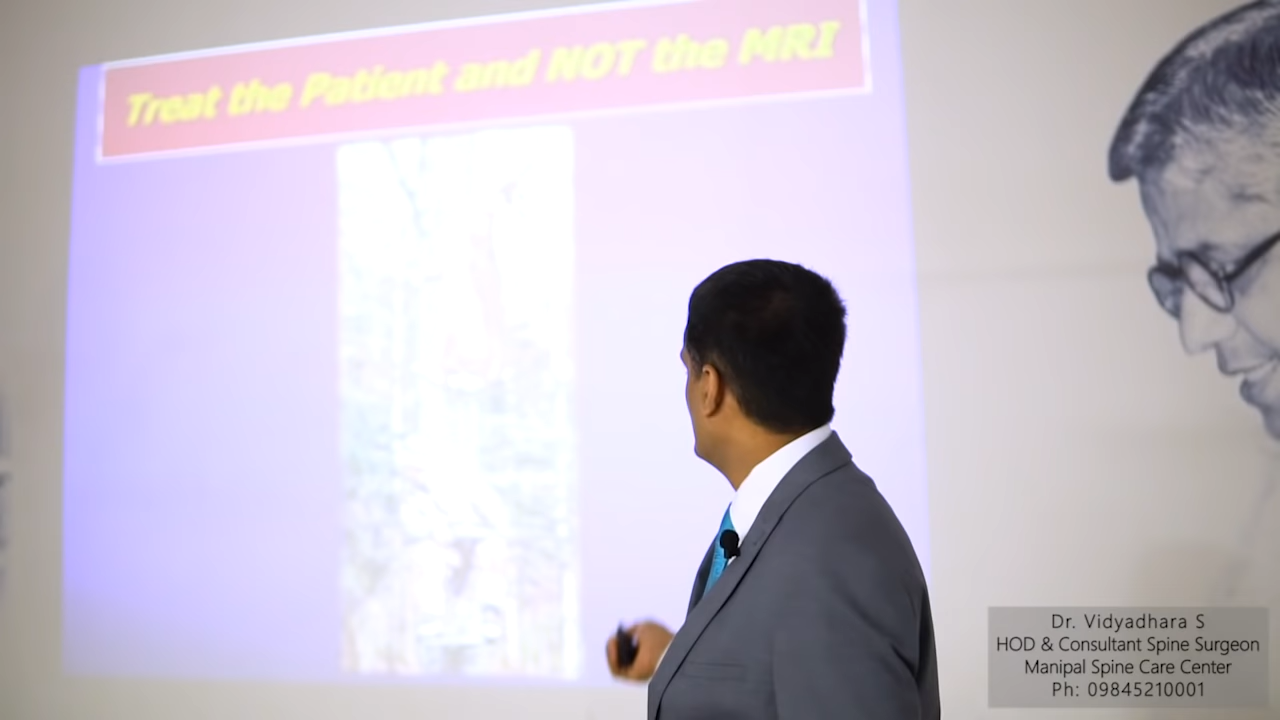 Treat the Patient and NOT the MRI
Dr. Vidyadhara S
HOD & Consultant Spine Surgeon
Manipal Spine Care Center
Ph: 09845210001